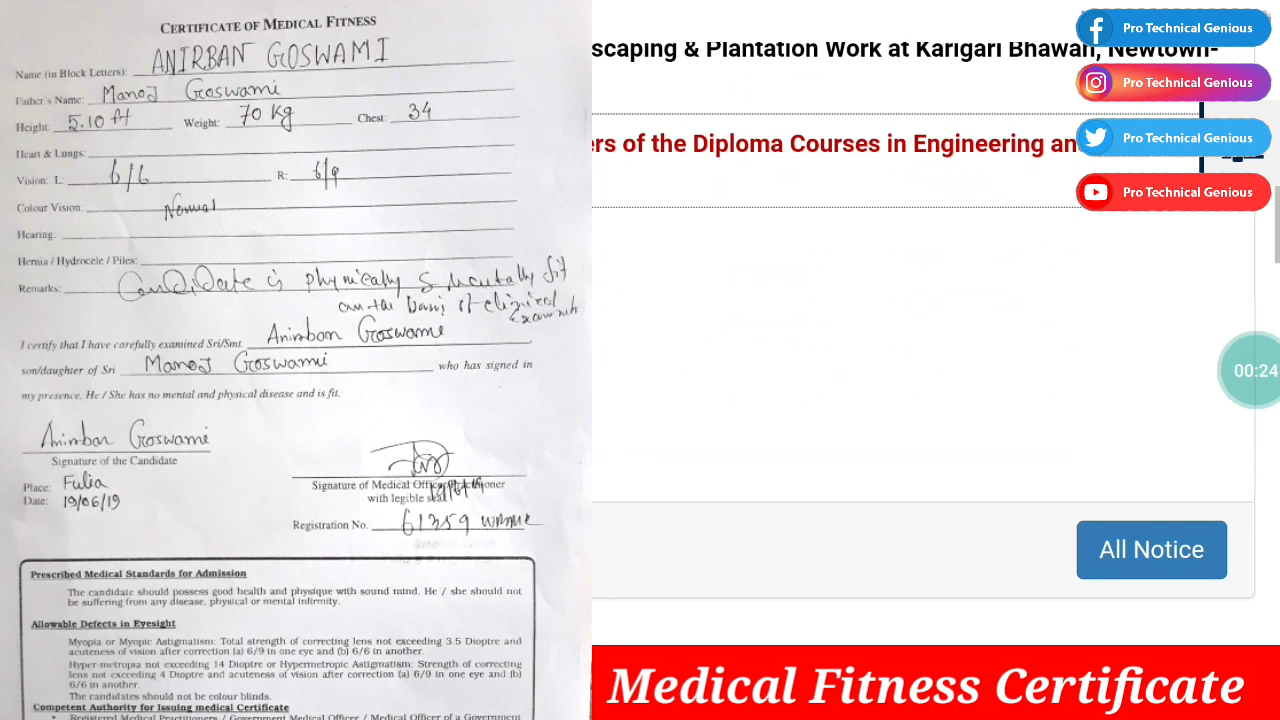 CERTIFICATE OF MEDICAL FITNESS
Name (in Block Letters): ANIRBAN GOSWAMI
Father's Name: Manoj Goswami
Height: 5.10 ft Weight: 70 Kg Chest: 34
Heart & Lungs:
Vision: L: 6/6 R: 6/9
Colour Vision: Normal
Hearing:
Hernia / Hydrocele / Piles:
Remarks: Candidate is physically & Mentally fit
on the basis of clinical
I certify that I have carefully examined Sri/Smt. Anirban Goswami
son/daughter of Sri Manoj Goswami who has signed in
my presence. He / She has no mental and physical disease and is fit.
Anirban Goswami
Signature of the Candidate
Place: Fulia
Date: 19/06/19
Signature of Medical Officer/Practitioner
with legible seal
Registration No. 61359 WBMC
Prescribed Medical Standards for Admission
The candidate should possess good health and physique with sound mind. He / she should not
be suffering from any disease, physical or mental infirmity.
Allowable Defects in Eyesight
Myopia or Myopic Astigmatism: Total strength of correcting lens not exceeding 3.5 Dioptre and
acuteness of vision after correction (a) 6/9 in one eye and (b) 6/6 in another.
Hyper-metropia not exceeding 14 Dioptre or Hypermetropic Astigmatism: Strength of correcting
lens not exceeding 4 Dioptre and acuteness of vision after correction (a) 6/9 in one eye and (b)
6/6 in another.
The candidates should not be colour blinds.
Competent Authority for Issuing medical Certificate
Registered Medical Practitioners / Government Medical Officer / Medical Officer of a Government
scaping & Plantation Work at Karigari Bhawan, Newtown-
ers of the Diploma Courses in Engineering an
Pro Technical Genious
Pro Technical Genious
Pro Technical Genious
Pro Technical Genious
00:24
All Notice
Medical Fitness Certificate